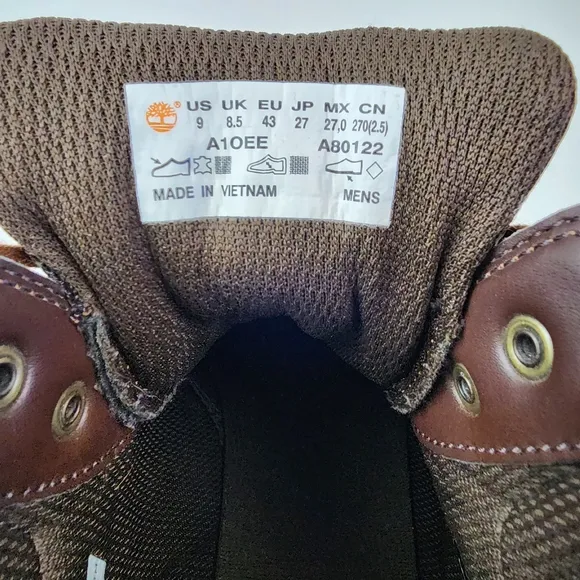 US UK EU JP MX CN
9 8.5 43 27 27,0 270(2.5)
A1OEE A80122
MADE IN VIETNAM MENS